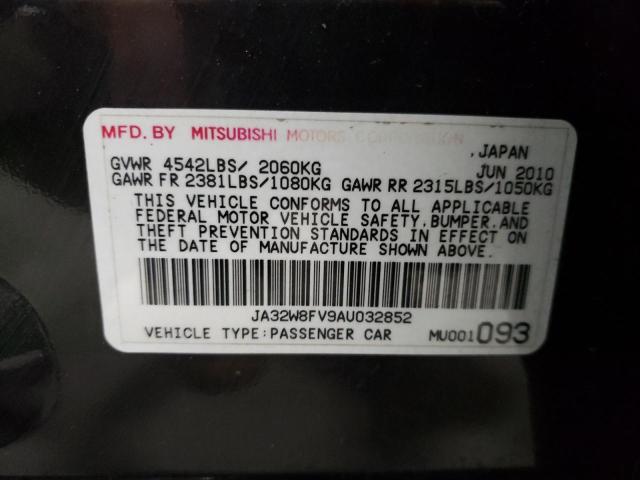 MFD. BY MITSUBISHI MOTORS CORPORATION
,JAPAN
GVWR 4542LBS/ 2060KG JUN 2010
GAWR FR 2381LBS/1080KG GAWR RR 2315LBS/1050KG
THIS VEHICLE CONFORMS TO ALL APPLICABLE
FEDERAL MOTOR VEHICLE SAFETY,BUMPER,AND
THEFT PREVENTION STANDARDS IN EFFECT ON
THE DATE OF MANUFACTURE SHOWN ABOVE.
JA32W8FV9AU032852
VEHICLE TYPE:PASSENGER CAR MU001093